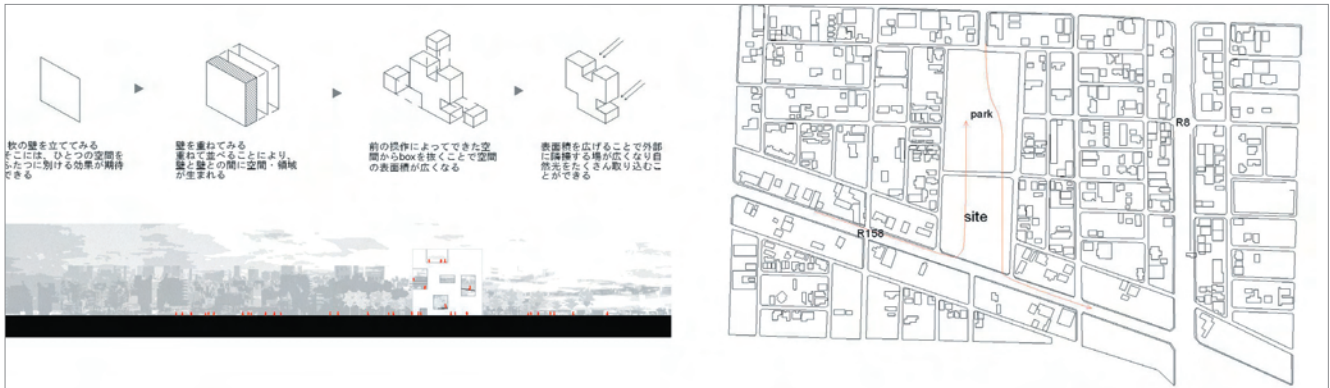 枚の壁を立ててみる
そこには、ひとつの空間を
ふたつに別ける効果が期待
できる
壁を重ねてみる
重ねて並べることにより、
壁と壁との間に空間・領域
が生まれる
前の操作によってできた空
間からboxを抜くことで空間
の表面積が広くなる
表面積を広げることで外部
に隣接する場が広くなり自
然光をたくさん取り込むこ
とができる
park
R8
site
R158